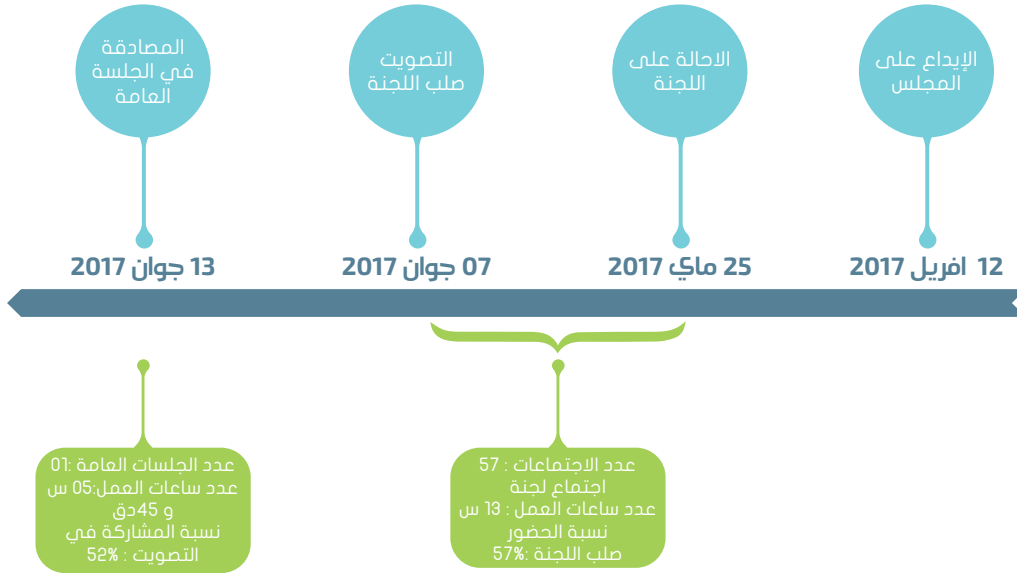 الإيداع على
المجلس
الاحالة على
اللجنة
التصويت
صلب اللجنة
المصادقة
في الجلسة
العامة
12 افريل 2017
25 ماي 2017
07 جوان 2017
13 جوان 2017
عدد الاجتماعات : 57
اجتماع لجنة
عدد ساعات العمل : 13 س
نسبة الحضور
صلب اللجنة :57%
عدد الجلسات العامة :01
عدد ساعات العمل:05 س
و 45دق
نسبة المشاركة في
التصويت : 52%